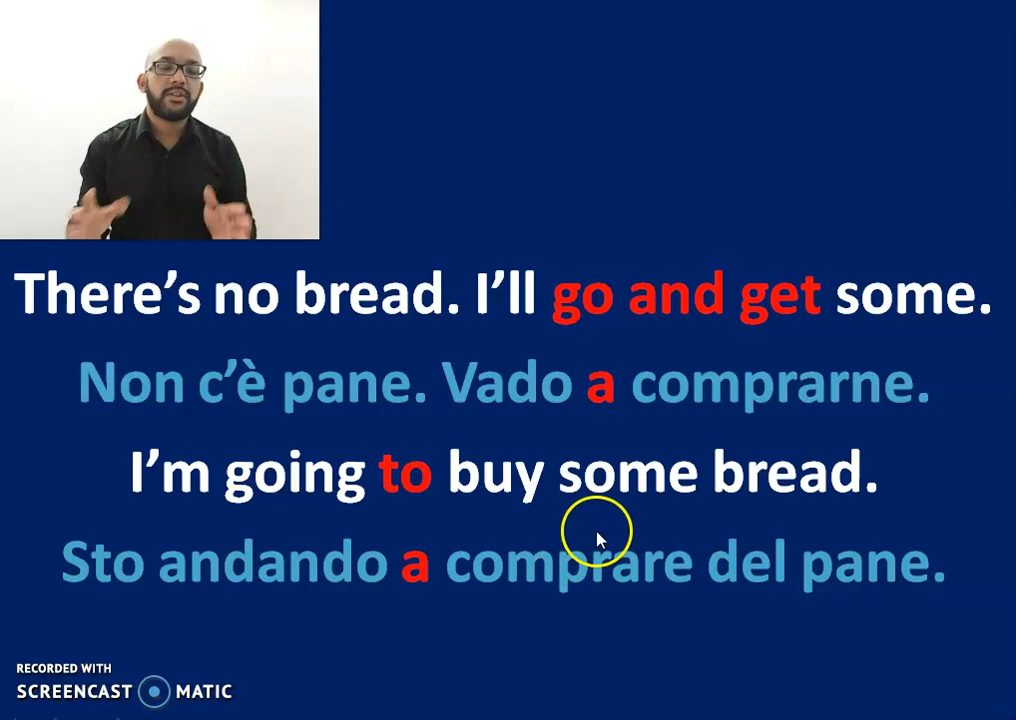 There's no bread. I'll go and get some.
Non c'è pane. Vado a comprarne.
I'm going to buy some bread.
Sto andando a comprare del pane.
RECORDED WITH
SCREENCAST MATIC